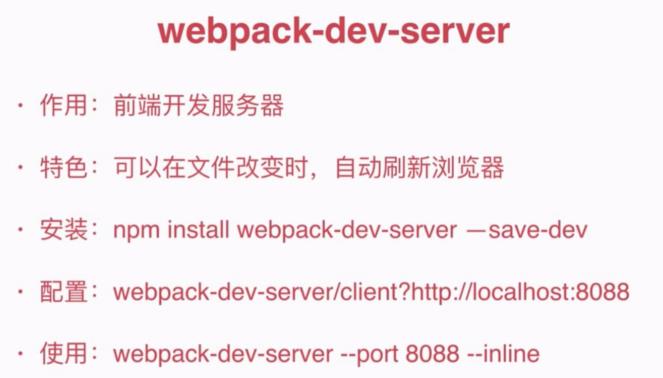 webpack-dev-server
· 作用：前端开发服务器
· 特色：可以在文件改变时，自动刷新浏览器
· 安装：npm install webpack-dev-server —save-dev
· 配置：webpack-dev-server/client?http://localhost:8088
· 使用：webpack-dev-server --port 8088 --inline